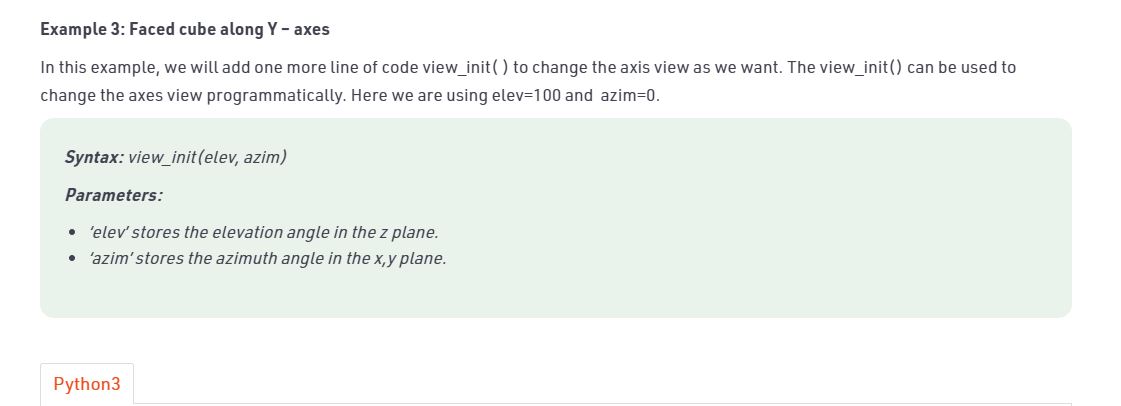 Example 3: Faced cube along Y – axes
In this example, we will add one more line of code view_init( ) to change the axis view as we want. The view_init() can be used to
change the axes view programmatically. Here we are using elev=100 and  azim=0.
Syntax: view_init(elev, azim)
Parameters:
• ‘elev’ stores the elevation angle in the z plane.
• ‘azim’ stores the azimuth angle in the x,y plane.
Python3